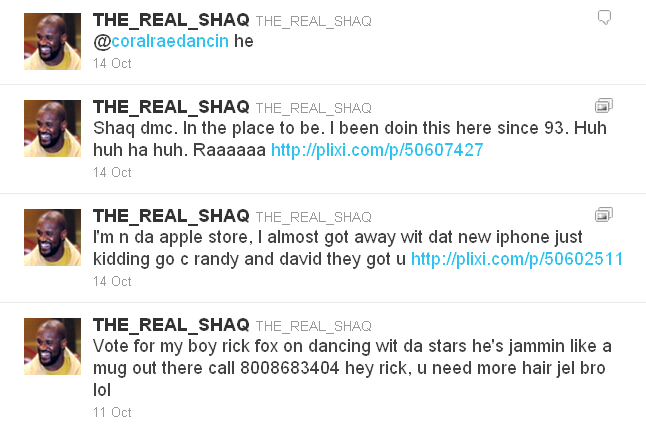 THE_REAL_SHAQ THE_REAL_SHAQ
@coralraedancin he
14 Oct
THE_REAL_SHAQ THE_REAL_SHAQ
Shaq dmc. In the place to be. I been doin this here since 93. Huh
huh ha huh. Raaaaaa http://plixi.com/p/50607427
14 Oct
THE_REAL_SHAQ THE_REAL_SHAQ
I'm n da apple store, I almost got away wit dat new iphone just
kidding go c randy and david they got u http://plixi.com/p/50602511
14 Oct
THE_REAL_SHAQ THE_REAL_SHAQ
Vote for my boy rick fox on dancing wit da stars he's jammin like a
mug out there call 8008683404 hey rick, u need more hair jel bro
lol
11 Oct